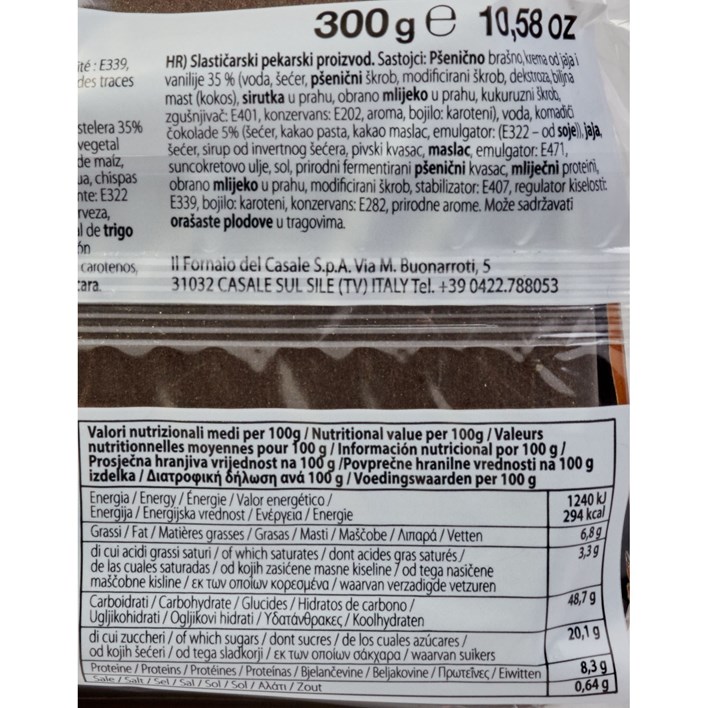 300 g e 10,58 oz
ité : E339,
des traces
stelera 35%
vegetal
de maíz,
ua, chispas
nte: E322
rveza,
al de trigo
ón
carotenos,
cara.
HR) Slastičarski pekarski proizvod. Sastojci: Pšenično brašno, krema od jaja i
vanilije 35 % (voda, šećer, pšenični škrob, modificirani škrob, dekstroza, biljna
mast (kokos), sirutka u prahu, obrano mlijeko u prahu, kukuruzni škrob,
zgušnjivač: E401, konzervans: E202, aroma, bojilo: karoteni), voda, komadići
čokolade 5% (šećer, kakao pasta, kakao maslac, emulgator: (E322 – od soje)), jaja,
šećer, sirup od invertnog šećera, pivski kvasac, maslac, emulgator: E471,
suncokretovo ulje, sol, prirodni fermentirani pšenični kvasac, mliječni proteini,
obrano mlijeko u prahu, modificirani škrob, stabilizator: E407, regulator kiselosti:
E339, bojilo: karoteni, konzervans: E282, prirodne arome. Može sadržavati
orašaste plodove u tragovima.
Il Fornaio del Casale S.p.A. Via M. Buonarroti, 5
31032 CASALE SUL SILE (TV) ITALY Tel. +39 0422.788053
Valori nutrizionali medi per 100g / Nutritional value per 100g / Valeurs
nutritionnelles moyennes pour 100 g / Información nutricional por 100 g /
Prosječna hranjiva vrijednost na 100 g /Povprečne hranilne vrednosti na 100 g
izdelka / Διατροφική δήλωση ανά 100 g / Voedingswaarden per 100 g
Energia / Energy / Énergie / Valor energético / 1240 kJ
Energija / Energijska vrednost / Ενέργεια / Energie 294 kcal
Grassi / Fat / Matières grasses / Grasas / Masti / Maščobe / Λιπαρά / Vetten 6,8 g
di cui acidi grassi saturi / of which saturates / dont acides gras saturés / 3,3 g
de las cuales saturadas / od kojih zasićene masne kiseline / od tega nasičene
maščobne kisline / εκ των οποίων κορεσμένα / waarvan verzadigde vetzuren
Carboidrati / Carbohydrate / Glucides / Hidratos de carbono / 48,7 g
Ugljikohidrati / Ogljikovi hidrati / Υδατάνθρακες / Koolhydraten
di cui zuccheri / of which sugars / dont sucres / de los cuales azúcares / 20,1 g
od kojih šećeri / od tega sladkorji / εκ των οποίων σάκχαρα / waarvan suikers
Proteine / Proteins / Protéines / Proteínas / Bjelančevine / Beljakovine / Πρωτεΐνες / Eiwitten 8,3 g
Sale / Salt / Sel / Sal / Sol / Sol / Αλάτι / Zout 0,64 g